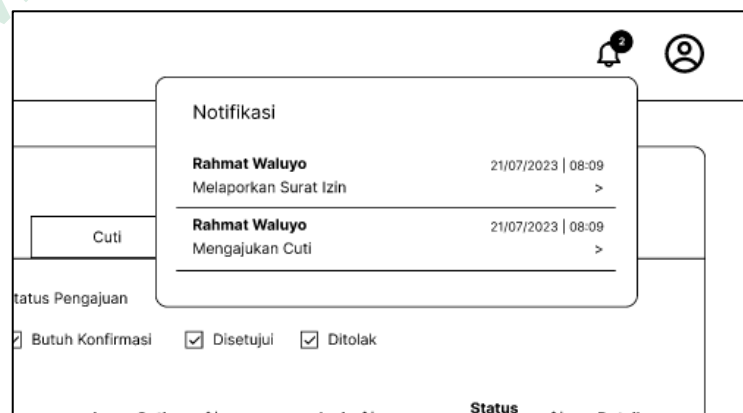 2
Notifikasi
Rahmat Waluyo 21/07/2023 | 08:09
Melaporkan Surat Izin >
Rahmat Waluyo 21/07/2023 | 08:09
Mengajukan Cuti >
Cuti
tatus Pengajuan
Butuh Konfirmasi Disetujui Ditolak
Status